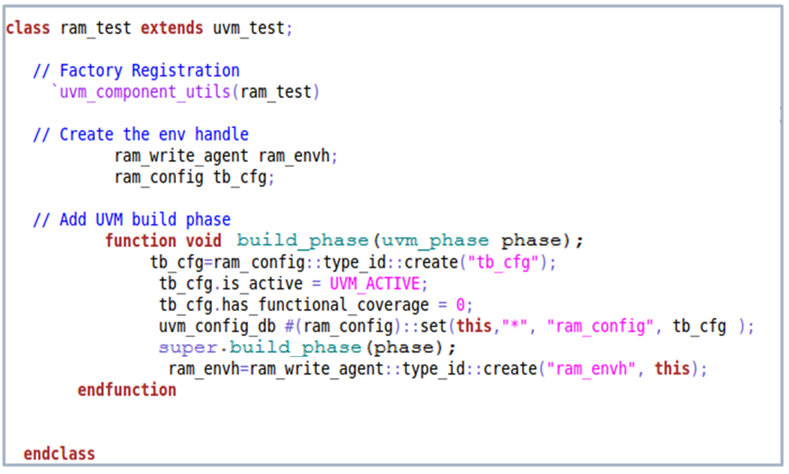 class ram_test extends uvm_test;
// Factory Registration
`uvm_component_utils(ram_test)
// Create the env handle
ram_write_agent ram_envh;
ram_config tb_cfg;
// Add UVM build phase
function void build_phase(uvm_phase phase);
tb_cfg=ram_config::type_id::create("tb_cfg");
tb_cfg.is_active = UVM_ACTIVE;
tb_cfg.has_functional_coverage = 0;
uvm_config_db #(ram_config)::set(this,"*", "ram_config", tb_cfg );
super.build_phase(phase);
ram_envh=ram_write_agent::type_id::create("ram_envh", this);
endfunction
endclass